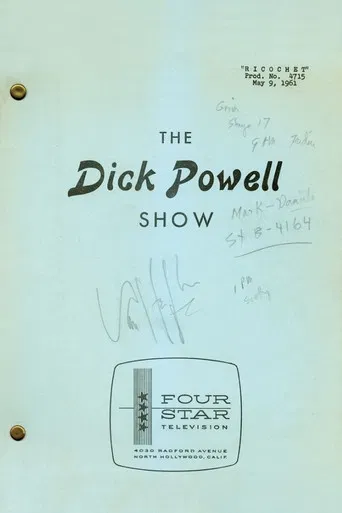 "RICOCHET"
Prod. No. 4715
May 9, 1961
Stage 17
THE
Dick Powell
SHOW
Mark-
St 8-4164
FOUR
STAR
TELEVISION
4030 RADFORD AVENUE
NORTH HOLLYWOOD, CALIF.